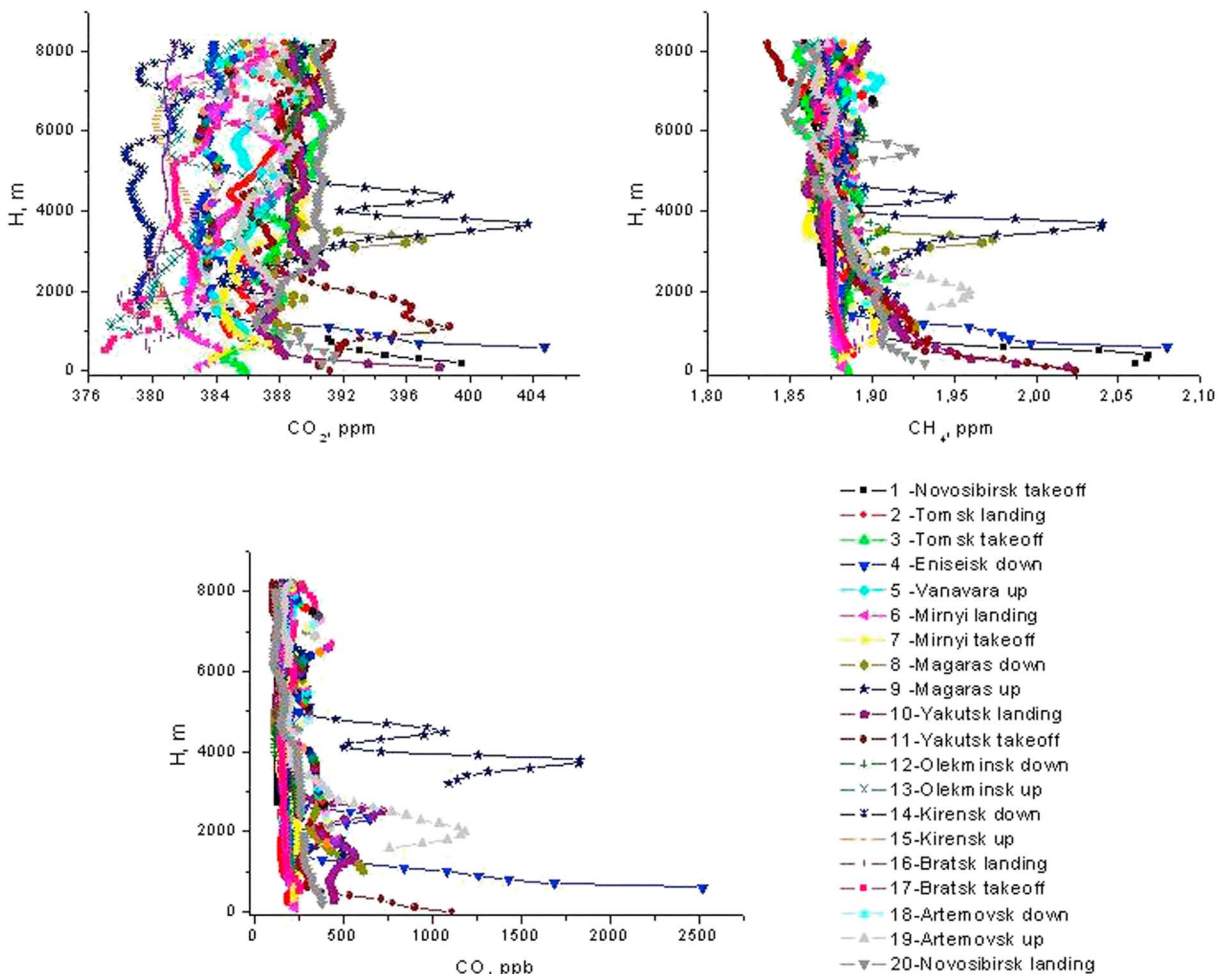 8000
6000
4000
2000
0
H, m
376 380 384 388 392 396 400 404
CO2, ppm
8000
6000
4000
2000
0
H, m
1,80 1,85 1,90 1,95 2,00 2,05 2,10
CH4, ppm
8000
6000
4000
2000
0
H, m
0 500 1000 1500 2000 2500
CO, ppb
1 -Novosibirsk takeoff
2 -Tomsk landing
3 -Tomsk takeoff
4 -Eniseisk down
5 -Vanavara up
6 -Mirnyi landing
7 -Mirnyi takeoff
8 -Magaras down
9 -Magaras up
10-Yakutsk landing
11-Yakutsk takeoff
12-Olekminsk down
13-Olekminsk up
14-Kirensk down
15-Kirensk up
16-Bratsk landing
17-Bratsk takeoff
18-Artemovsk down
19-Artemovsk up
20-Novosibirsk landing